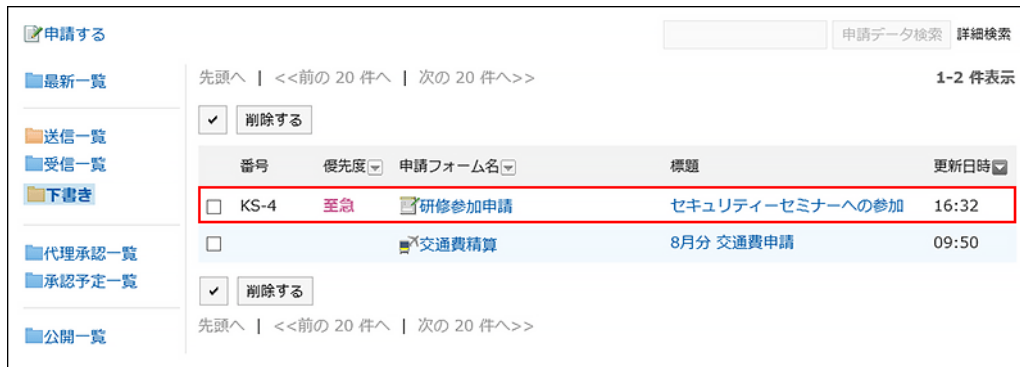 申請する
申請データ検索 詳細検索
最新一覧
送信一覧
受信一覧
下書き
代理承認一覧
承認予定一覧
公開一覧
先頭へ | <<前の 20 件へ | 次の 20 件へ>>
1-2 件表示
削除する
番号 優先度 申請フォーム名 標題 更新日時
KS-4 至急 研修参加申請 セキュリティーセミナーへの参加 16:32
交通費精算 8月分 交通費申請 09:50
削除する
先頭へ | <<前の 20 件へ | 次の 20 件へ>>